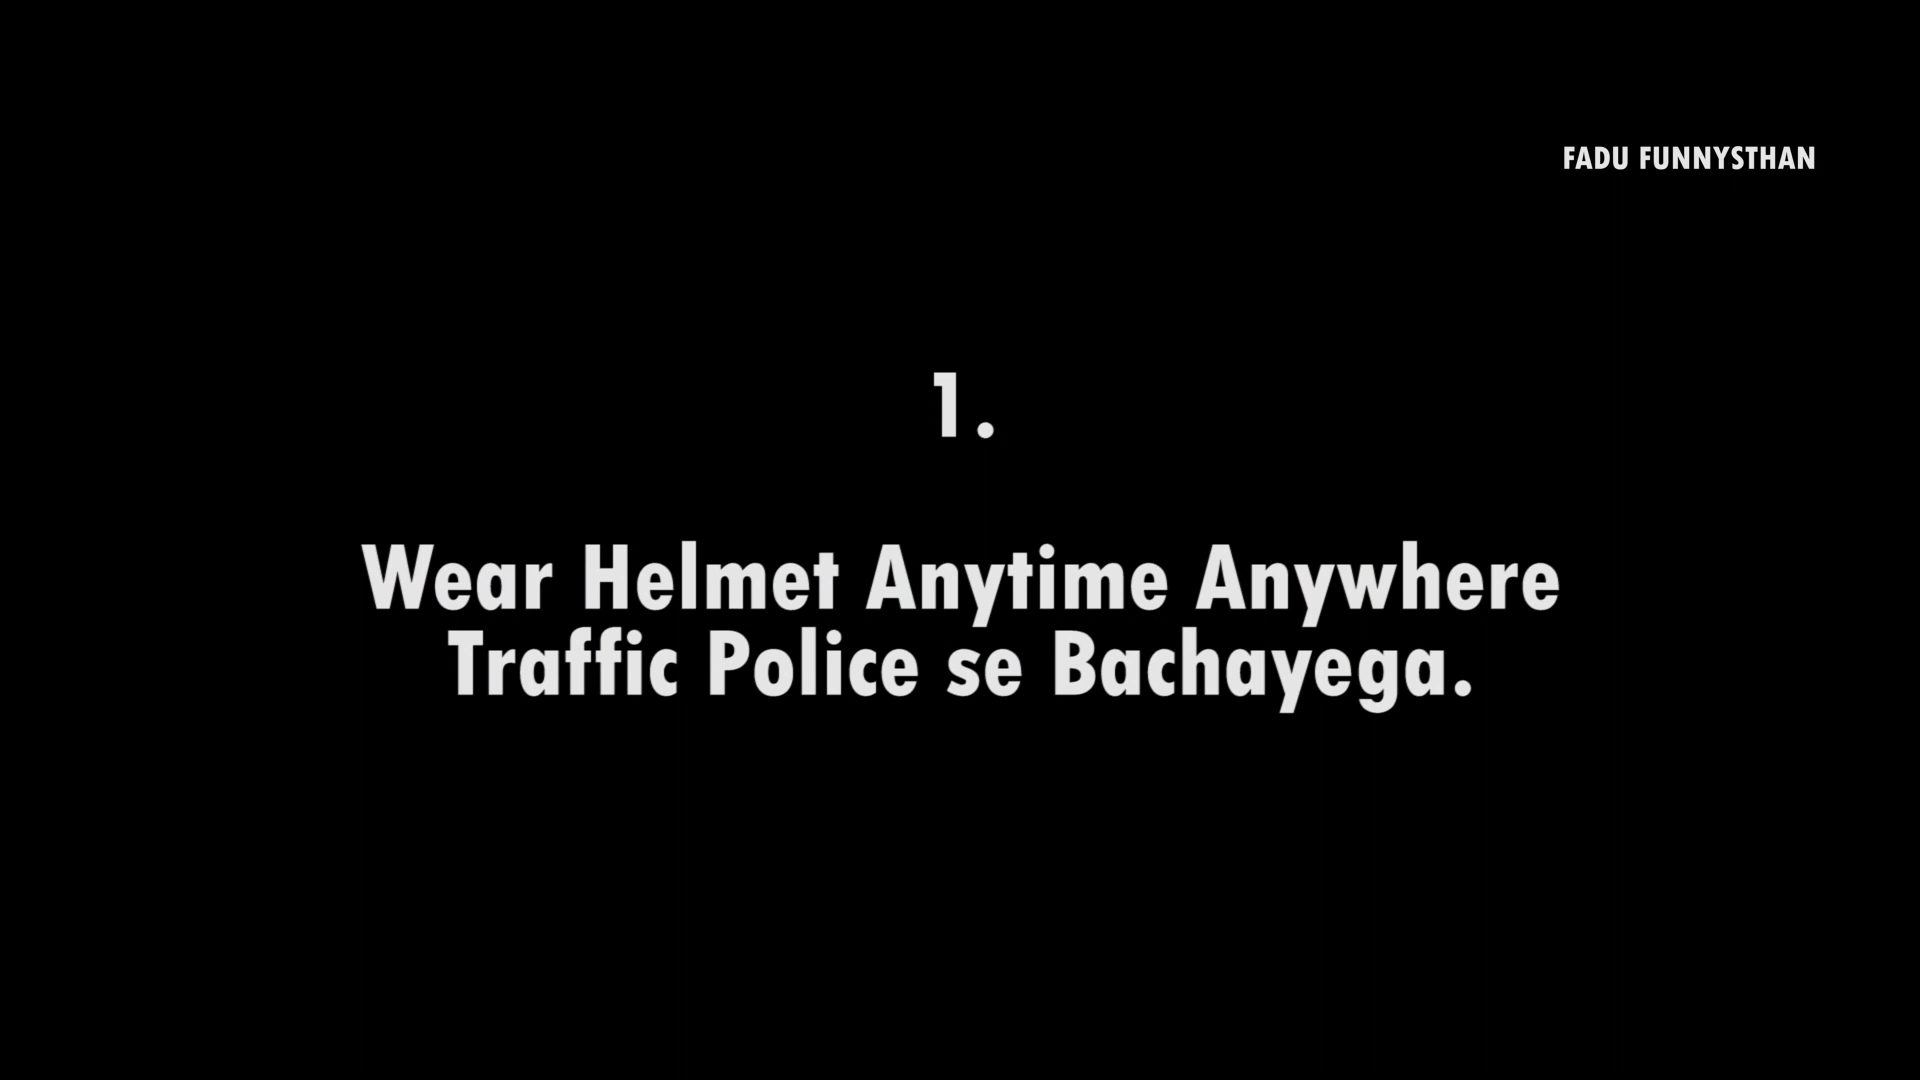 FADU FUNNYSTHAN
1.
Wear Helmet Anytime Anywhere
Traffic Police se Bachayega.